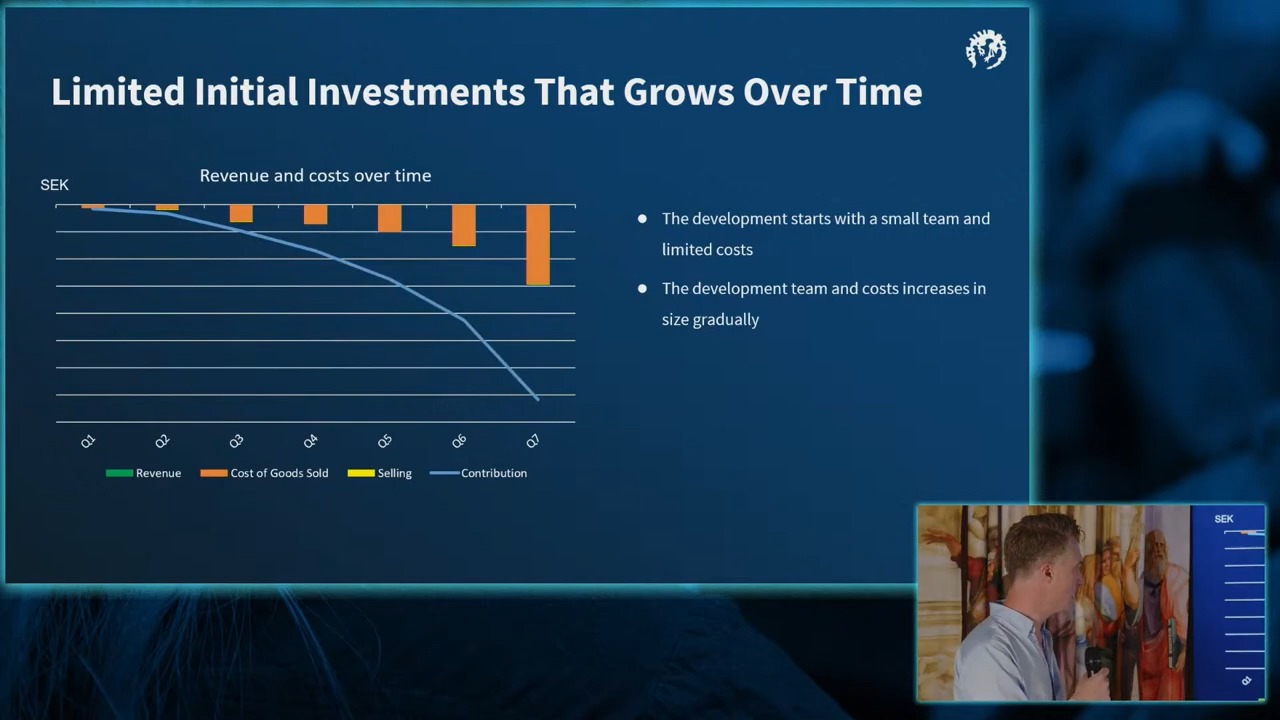 Limited Initial Investments That Grows Over Time
Revenue and costs over time
SEK
● The development starts with a small team and
limited costs
● The development team and costs increases in
size gradually
Q1 Q2 Q3 Q4 Q5 Q6 Q7
Revenue Cost of Goods Sold Selling Contribution
SEK
Q1